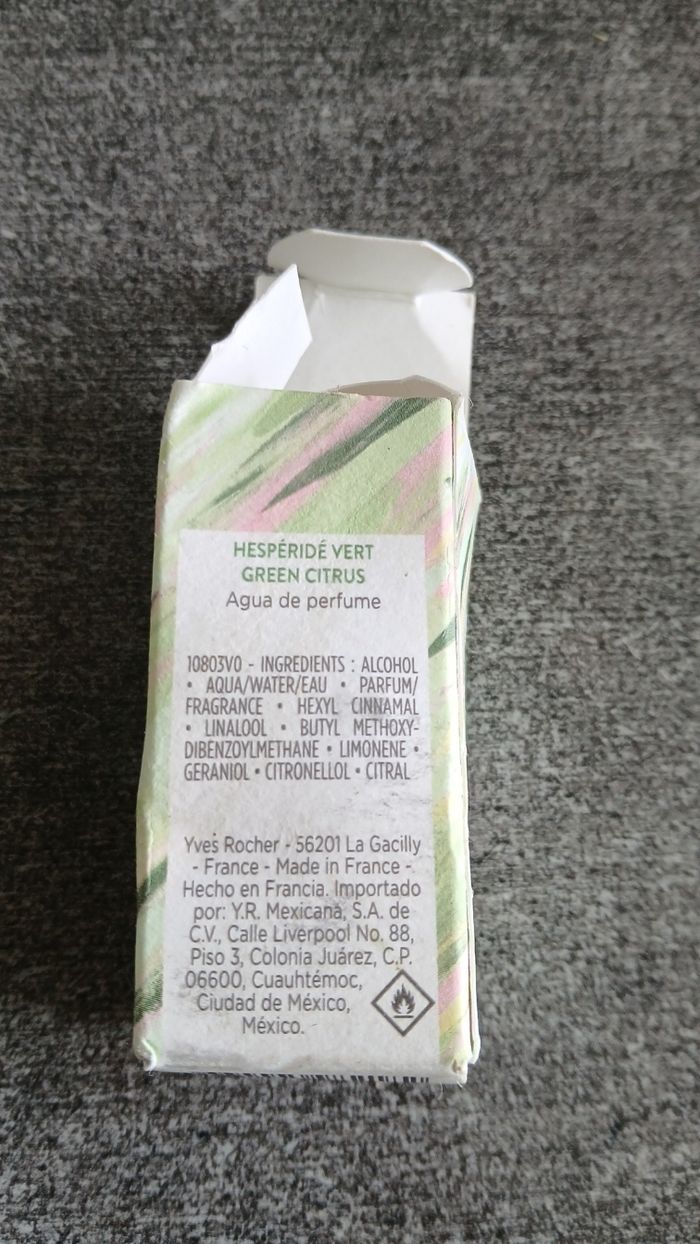 HESPÉRIDÉ VERT
GREEN CITRUS
Agua de perfume
10803V0 - INGREDIENTS : ALCOHOL
• AQUA/WATER/EAU • PARFUM/
FRAGRANCE • HEXYL CINNAMAL
• LINALOOL • BUTYL METHOXY-
DIBENZOYLMETHANE • LIMONENE •
GERANIOL • CITRONELLOL • CITRAL
Yves Rocher - 56201 La Gacilly
- France - Made in France -
Hecho en Francia. Importado
por: Y.R. Mexicana, S.A. de
C.V., Calle Liverpool No. 88,
Piso 3, Colonia Juárez, C.P.
06600, Cuauhtémoc,
Ciudad de México,
México.